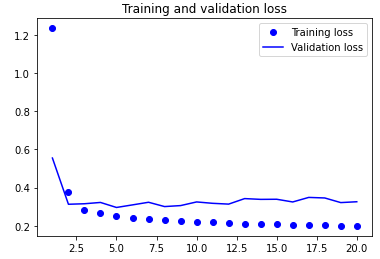 Training and validation loss
Training loss
Validation loss
1.2
1.0
0.8
0.6
0.4
0.2
2.5 5.0 7.5 10.0 12.5 15.0 17.5 20.0